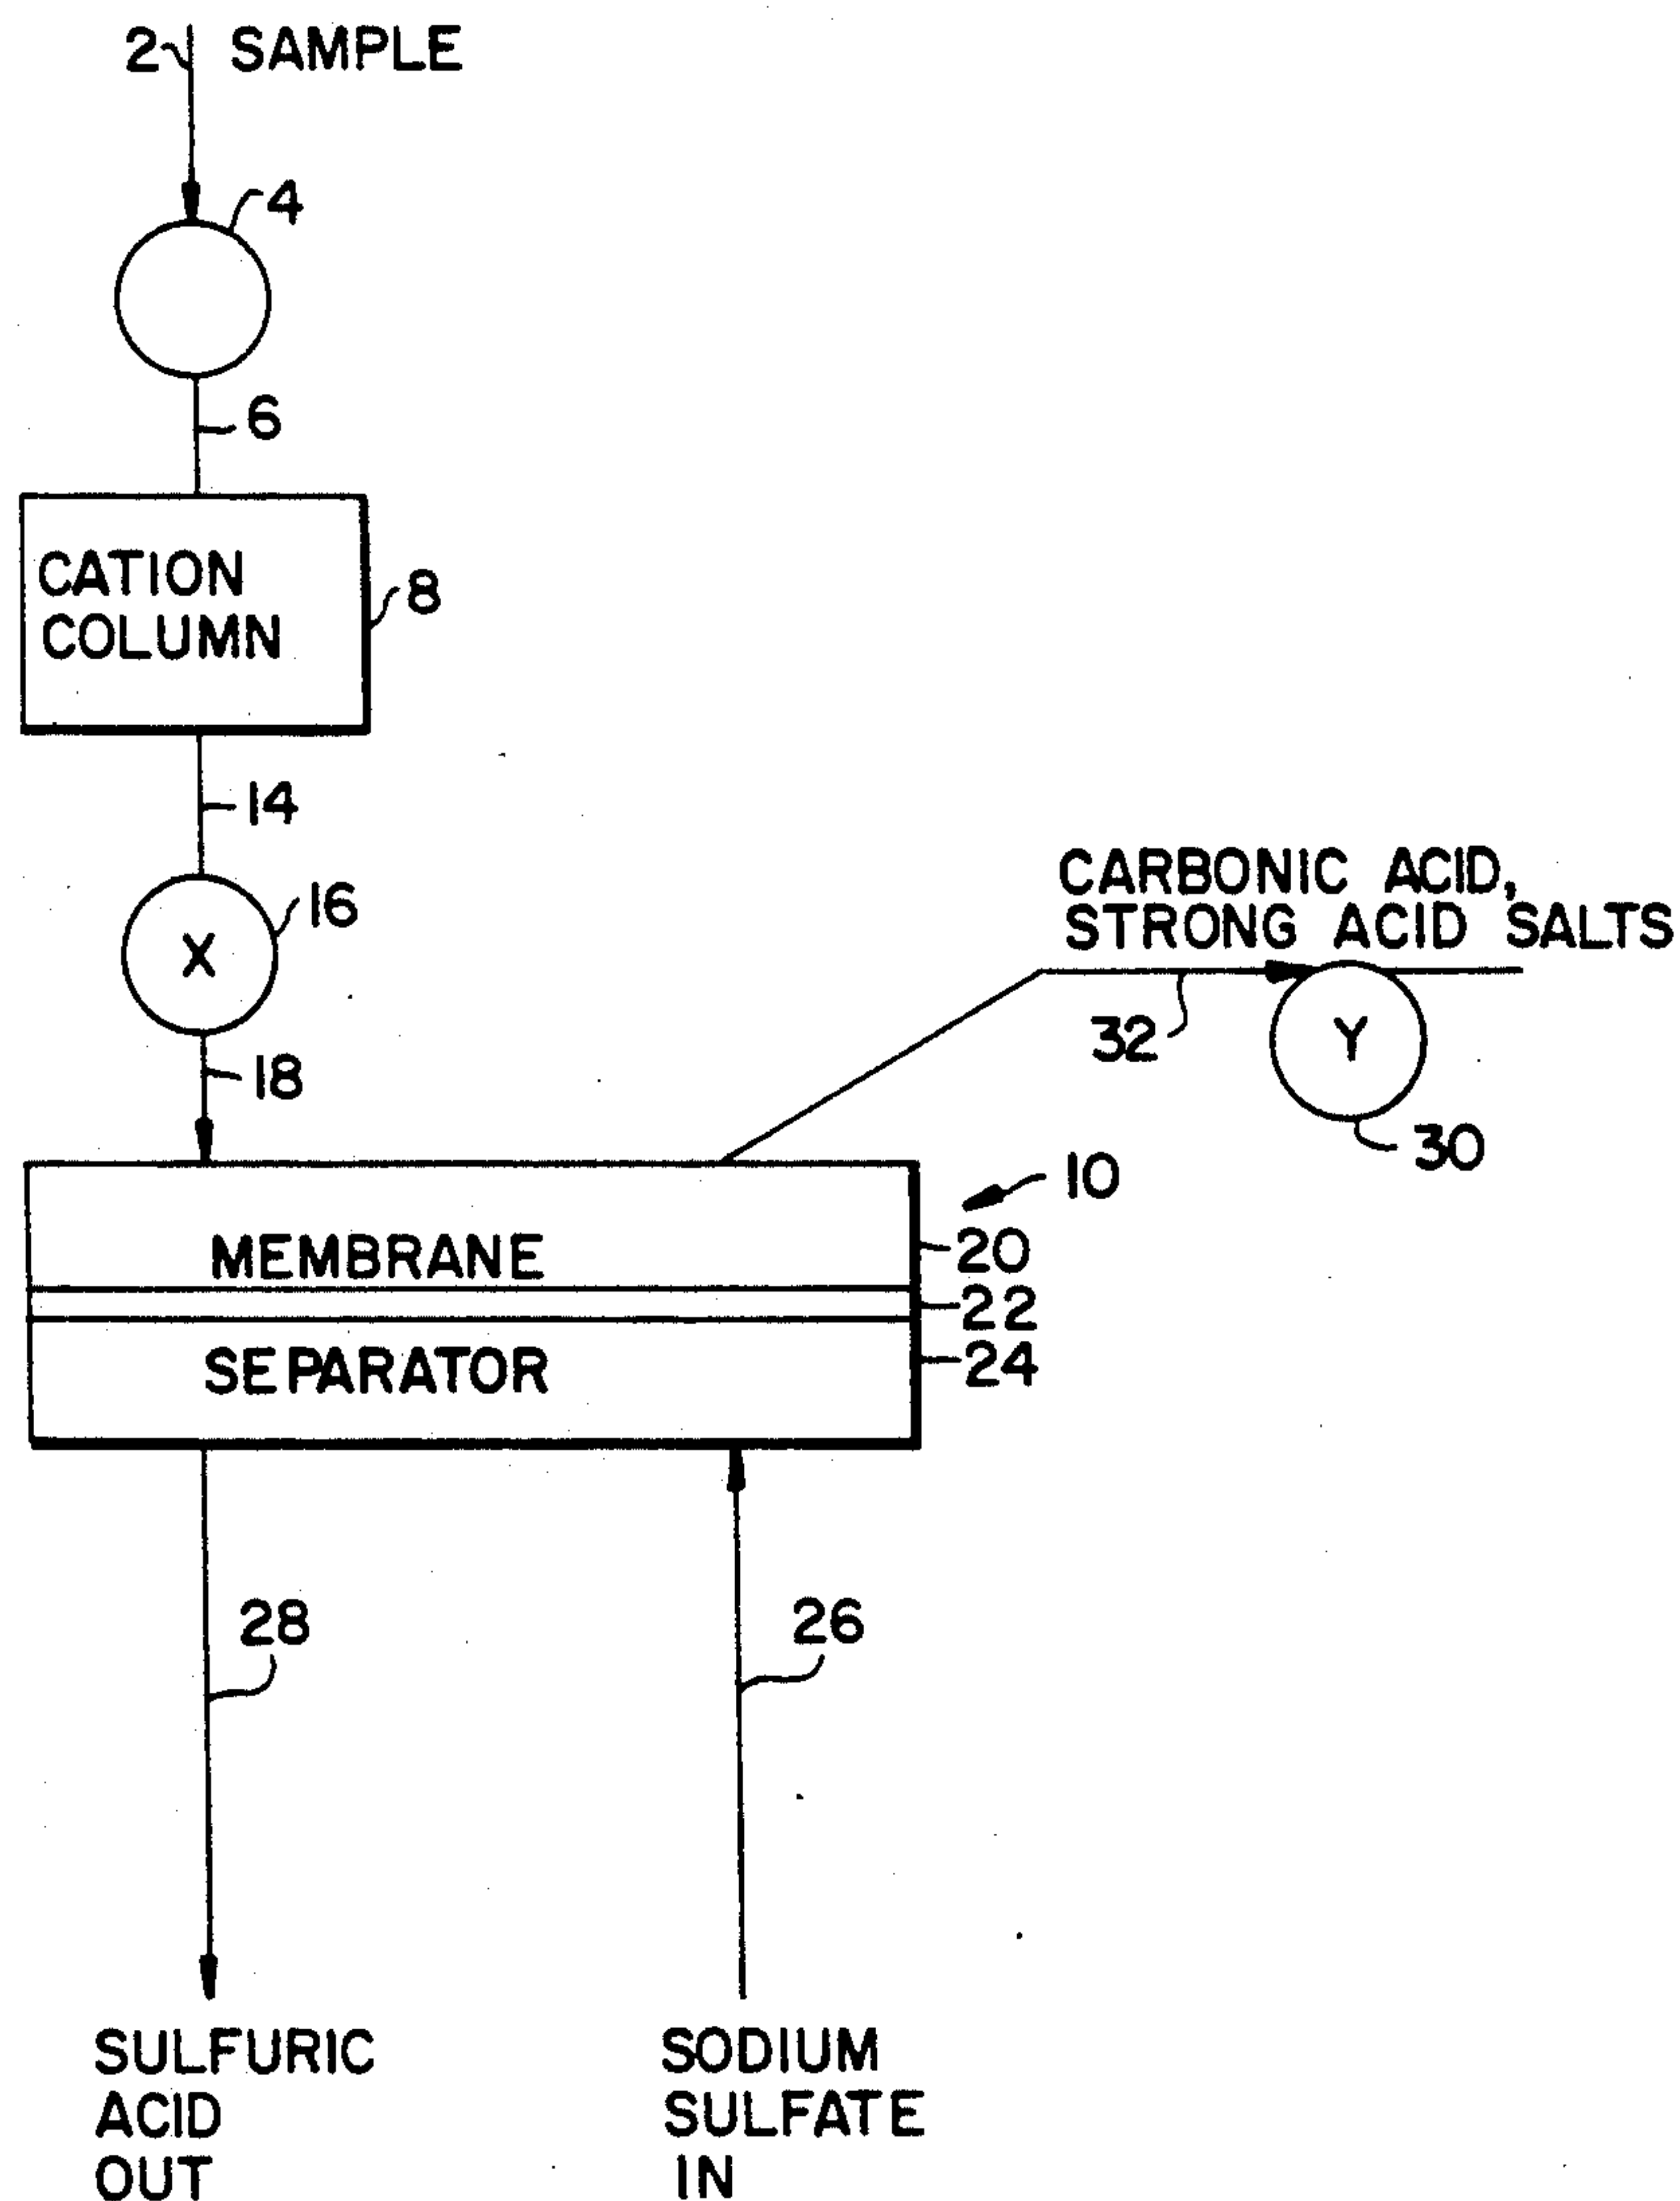 2 SAMPLE
4
6
CATION
COLUMN
8
14
16
X
18
CARBONIC ACID,
STRONG ACID SALTS
32
Y
30
10
MEMBRANE
20
22
SEPARATOR
24
28
26
SULFURIC
ACID
OUT
SODIUM
SULFATE
IN